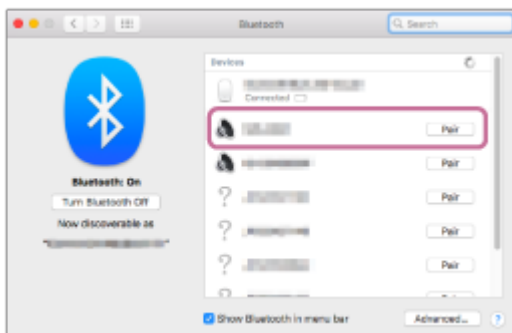 Bluetooth
Search
Devices
Connected
Pair
Pair
Pair
Pair
Pair
Bluetooth: On
Turn Bluetooth Off
Now discoverable as
Show Bluetooth in menu bar
Advanced...
?